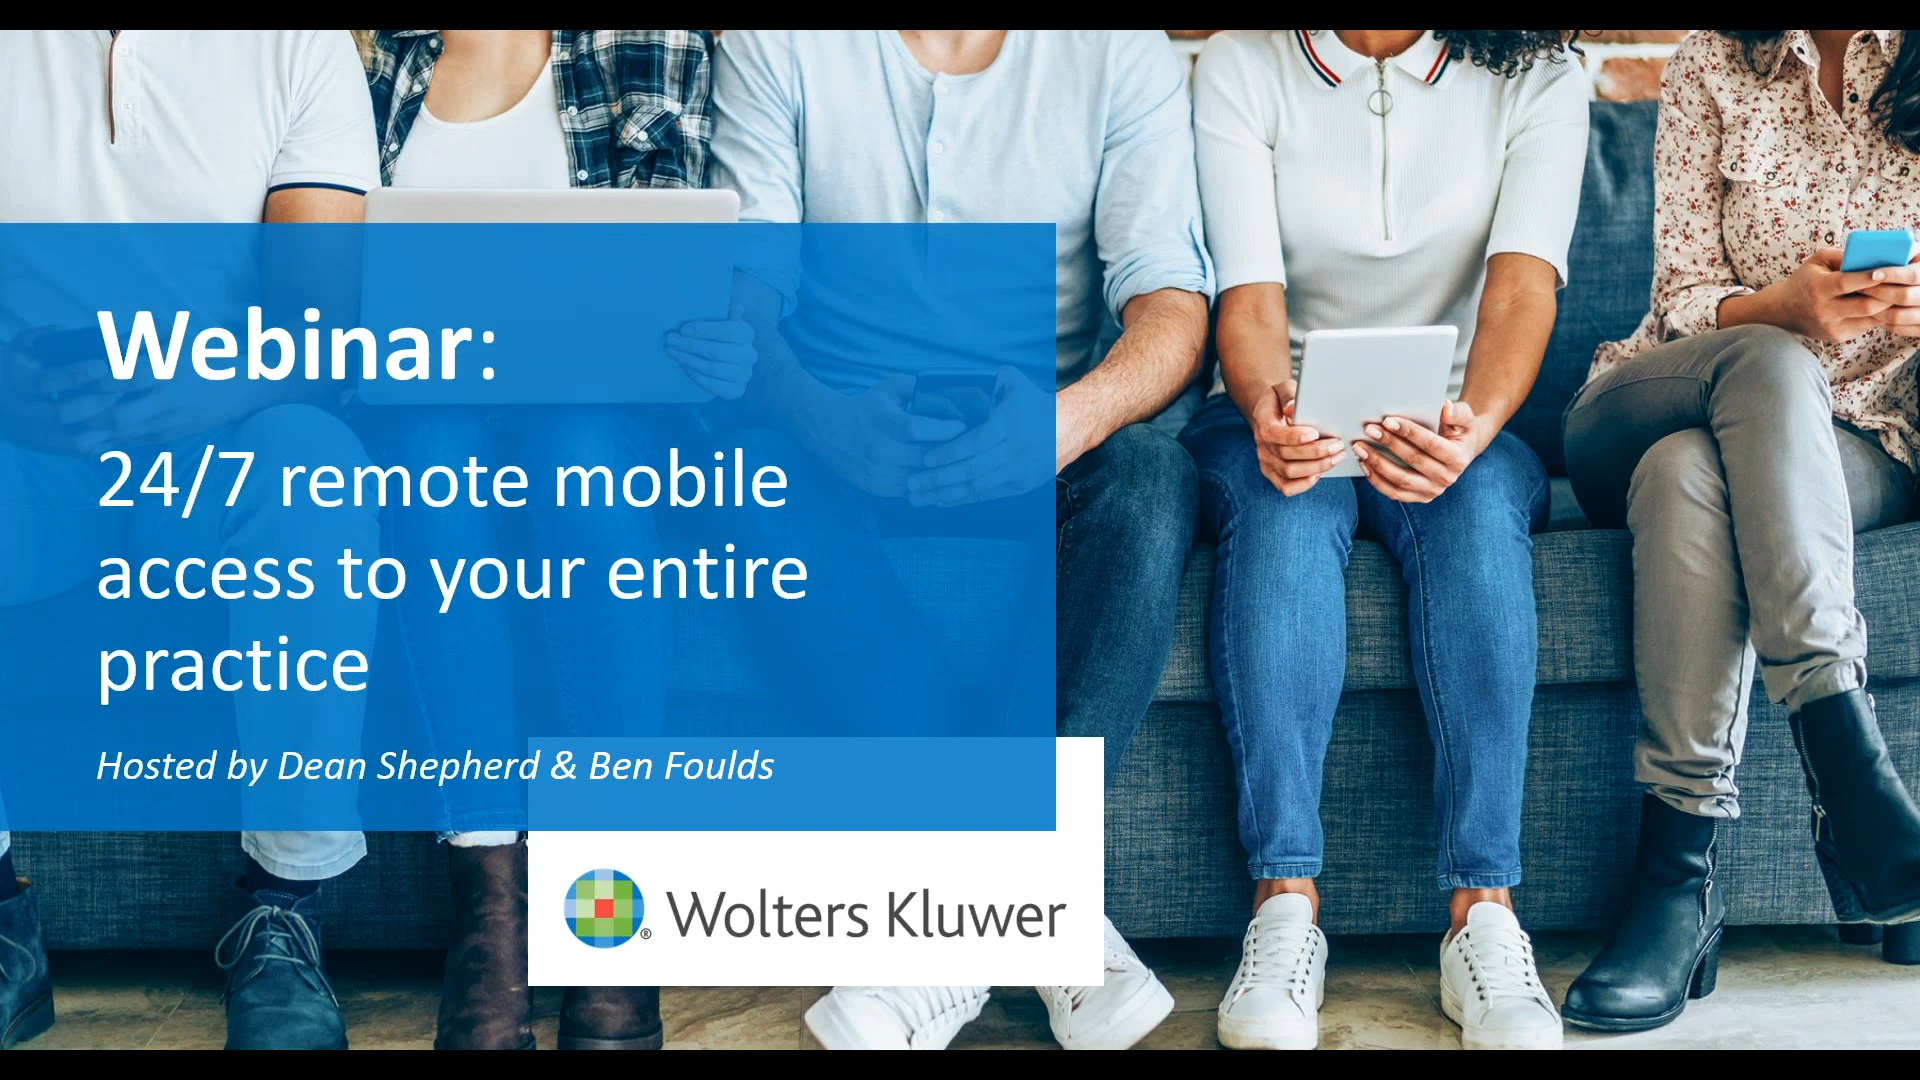 Webinar:
24/7 remote mobile
access to your entire
practice
Hosted by Dean Shepherd & Ben Foulds
® Wolters Kluwer